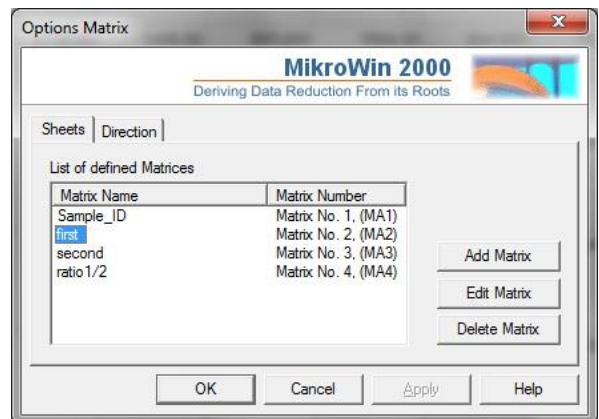 Options Matrix
MikroWin 2000
Deriving Data Reduction From its Roots
Sheets Direction
List of defined Matrices
Matrix Name Matrix Number
Sample_ID Matrix No. 1, (MA1)
first Matrix No. 2, (MA2)
second Matrix No. 3, (MA3)
ratio1/2 Matrix No. 4, (MA4)
Add Matrix
Edit Matrix
Delete Matrix
OK Cancel Apply Help